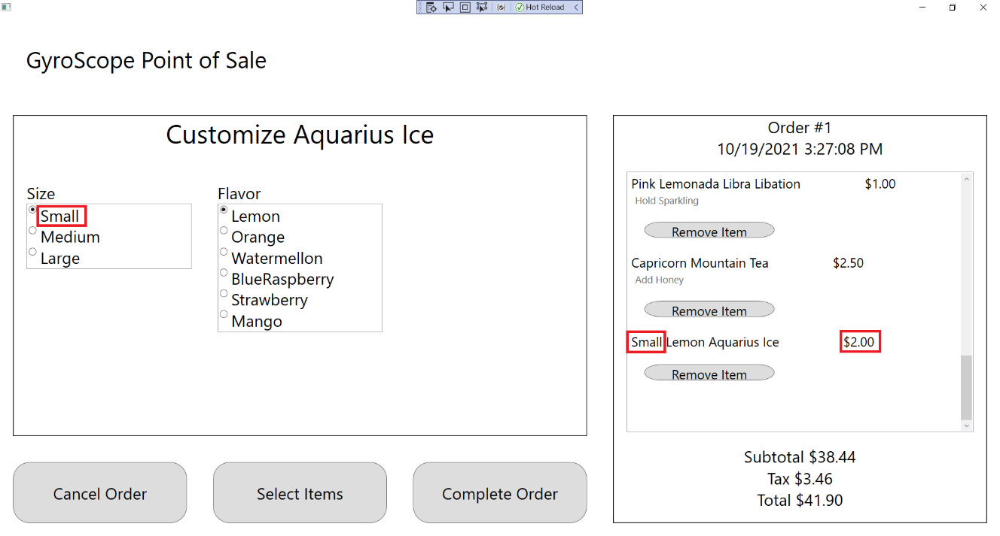 Hot Reload
GyroScope Point of Sale
Customize Aquarius Ice
Size
Small
Medium
Large
Flavor
Lemon
Orange
Watermellon
BlueRaspberry
Strawberry
Mango
Cancel Order
Select Items
Complete Order
Order #1
10/19/2021 3:27:08 PM
Pink Lemonada Libra Libation $1.00
Hold Sparkling
Remove Item
Capricorn Mountain Tea $2.50
Add Honey
Remove Item
Small Lemon Aquarius Ice $2.00
Remove Item
Subtotal $38.44
Tax $3.46
Total $41.90